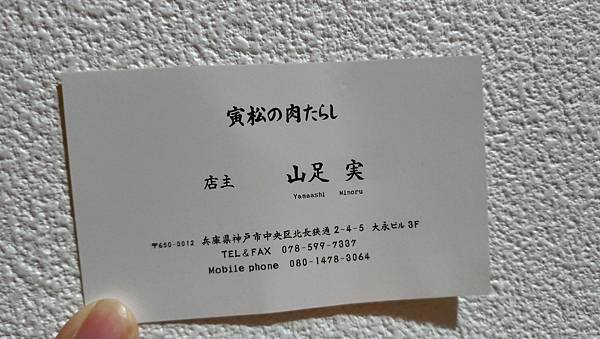 寅松の肉たらし
店主 山足 実
Yamaashi Minoru
〒650-0012 兵庫県神戸市中央区北長狭通2-4-5 大永ビル3F
TEL&FAX 078-599-7337
Mobile phone 080-1478-3064